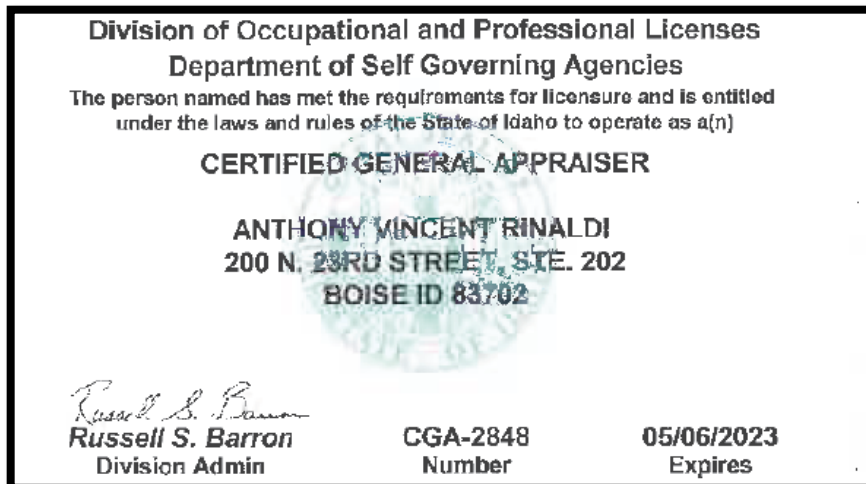 Division of Occupational and Professional Licenses
Department of Self Governing Agencies
The person named has met the requirements for licensure and is entitled
under the laws and rules of the State of Idaho to operate as a(n)
CERTIFIED GENERAL APPRAISER
ANTHONY VINCENT RINALDI
200 N. 23RD STREET, STE. 202
BOISE ID 83702
Russell S. Barron
Russell S. Barron CGA-2848 05/06/2023
Division Admin Number Expires